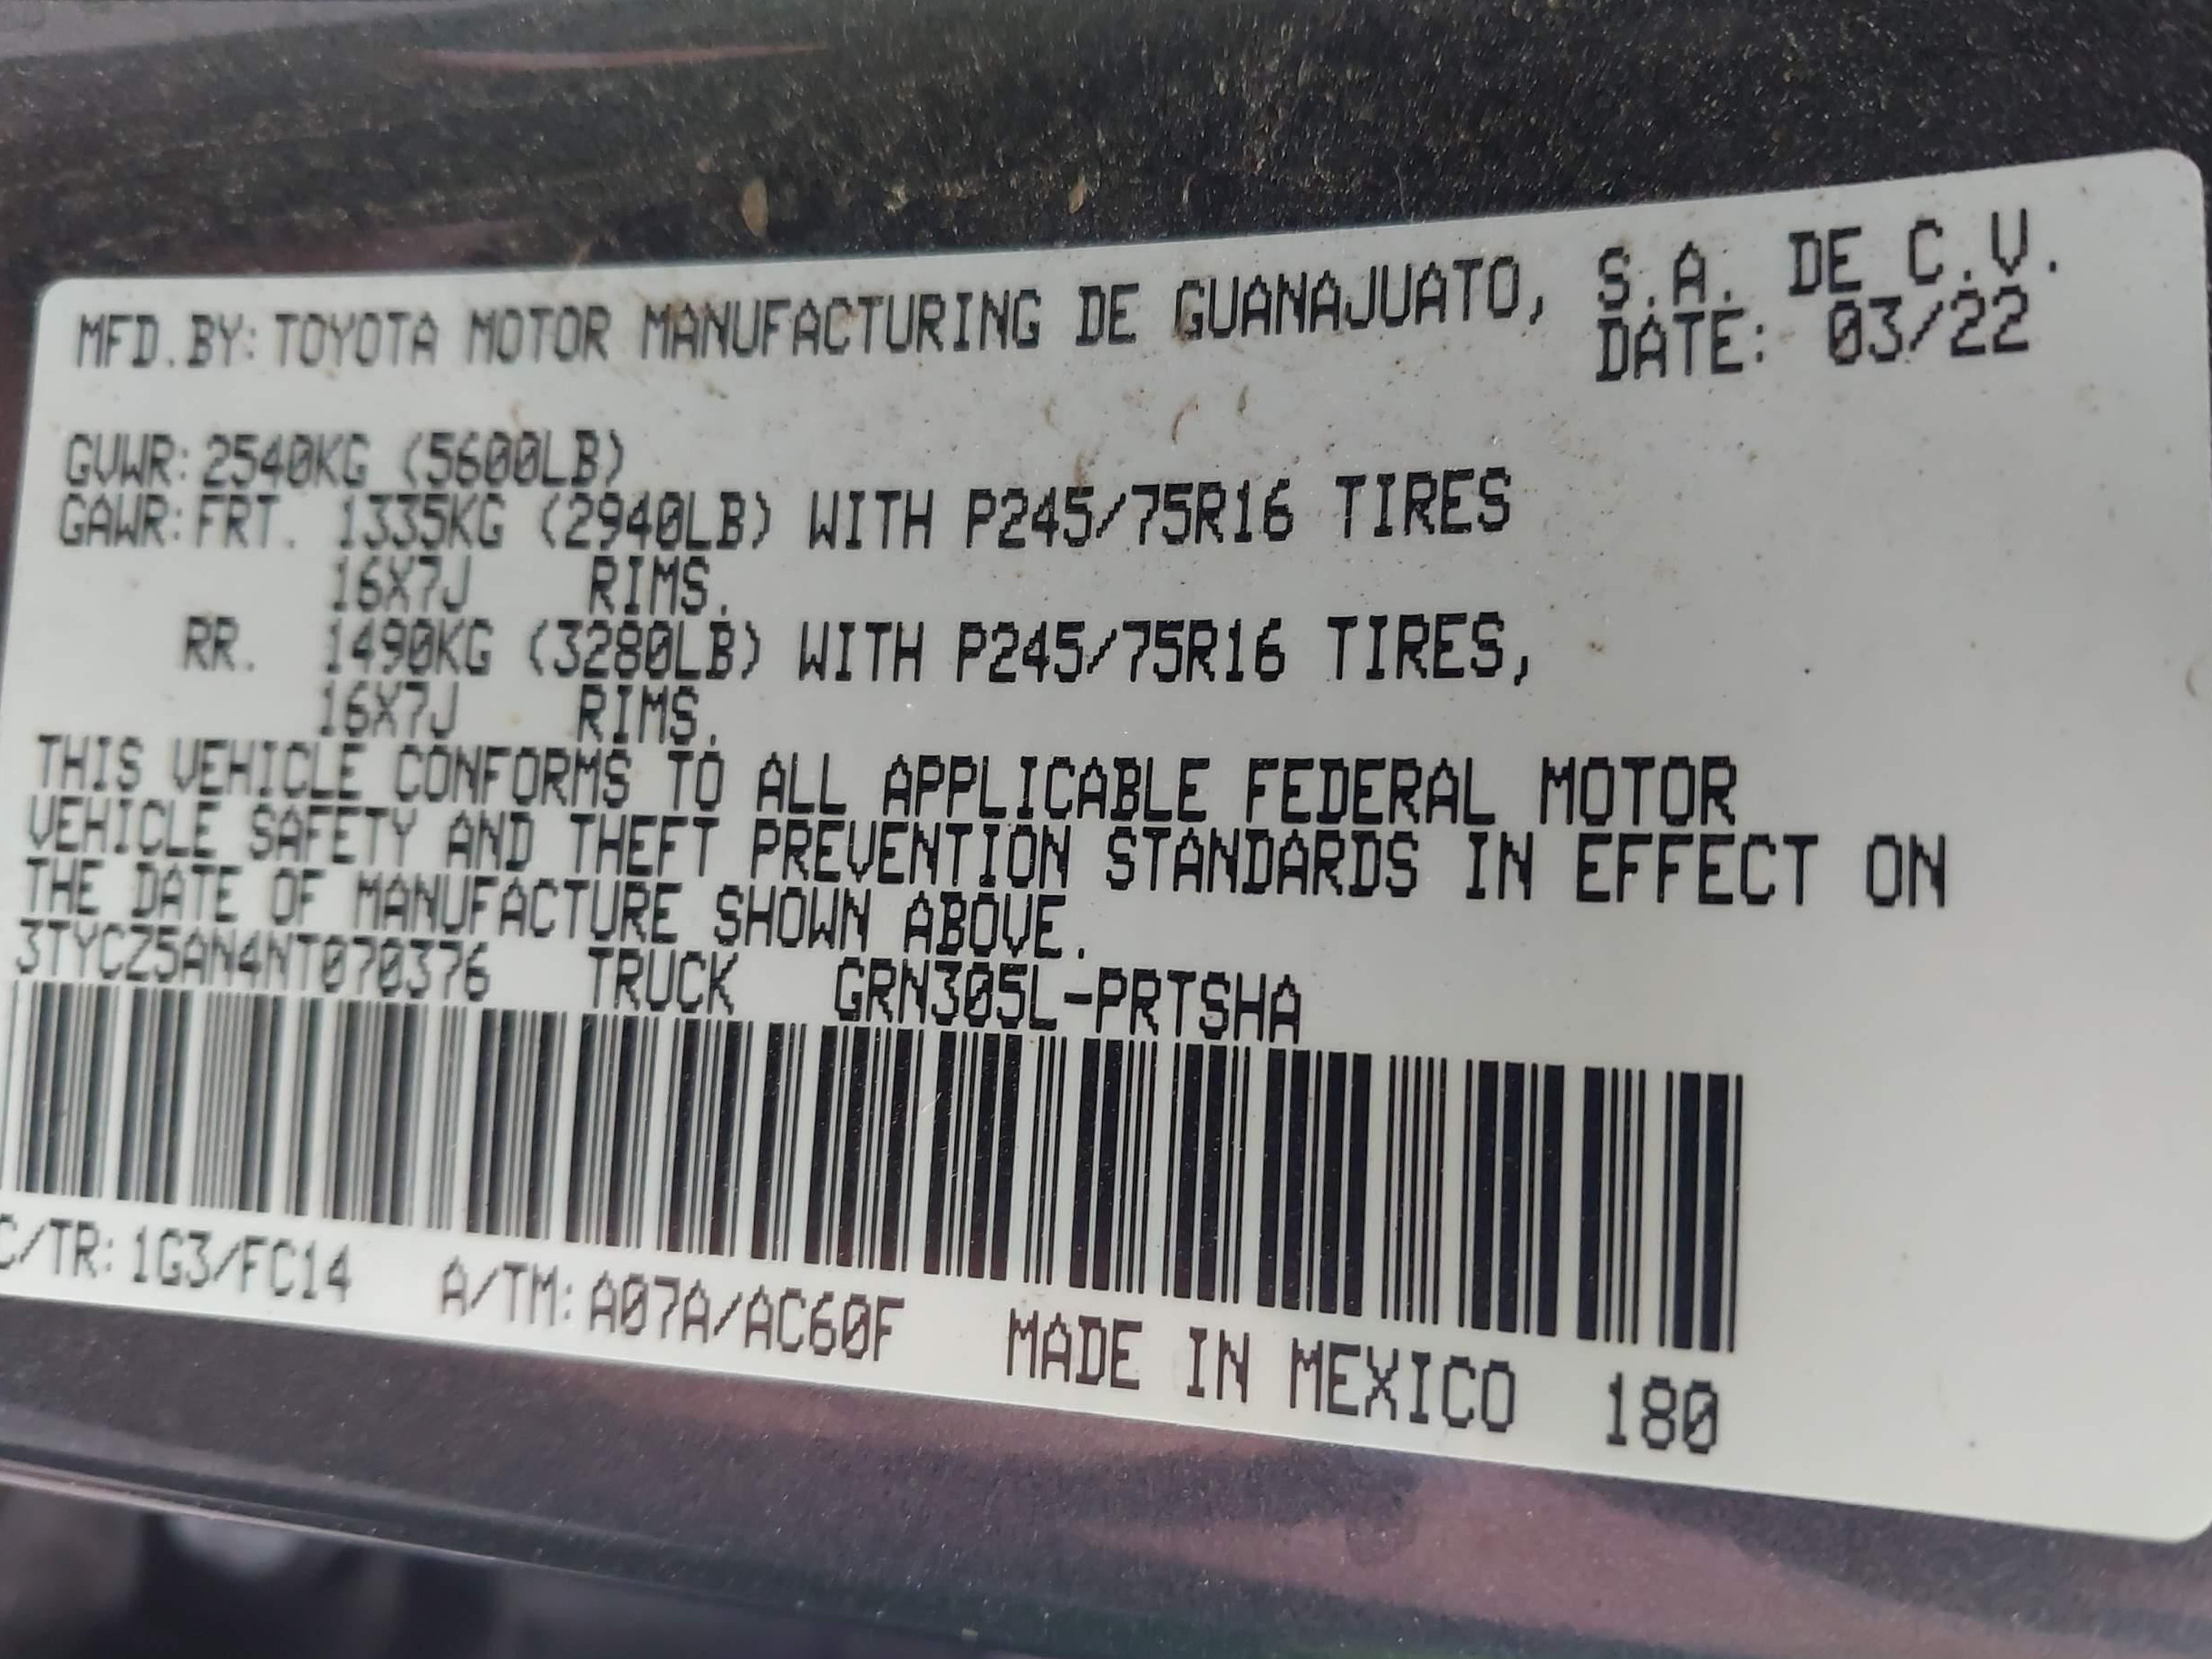 MFD.BY: TOYOTA MOTOR MANUFACTURING DE GUANAJUATO, S.A. DE C.V.
DATE: 03/22
GVWR: 2540KG (5600LB)
GAWR: FRT. 1335KG (2940LB) WITH P245/75R16 TIRES
16X7J RIMS.
RR. 1490KG (3280LB) WITH P245/75R16 TIRES,
16X7J RIMS.
THIS VEHICLE CONFORMS TO ALL APPLICABLE FEDERAL MOTOR
VEHICLE SAFETY AND THEFT PREVENTION STANDARDS IN EFFECT ON
THE DATE OF MANUFACTURE SHOWN ABOVE.
3TYCZ5AN4NT070376 TRUCK GRN305L-PRTSHA
C/TR: 1G3/FC14 A/TM: A07A/AC60F MADE IN MEXICO 180